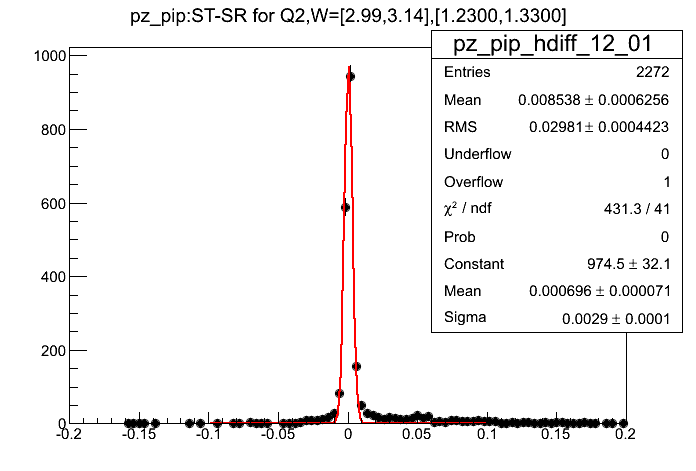 pz_pip:ST-SR for Q2,W=[2.99,3.14],[1.2300,1.3300]
pz_pip_hdiff_12_01
Entries 2272
Mean 0.008538 ± 0.0006256
RMS 0.02981 ± 0.0004423
Underflow 0
Overflow 1
χ² / ndf 431.3 / 41
Prob 0
Constant 974.5 ± 32.1
Mean 0.000696 ± 0.000071
Sigma 0.0029 ± 0.0001
1000
800
600
400
200
0
-0.2 -0.15 -0.1 -0.05 0 0.05 0.1 0.15 0.2